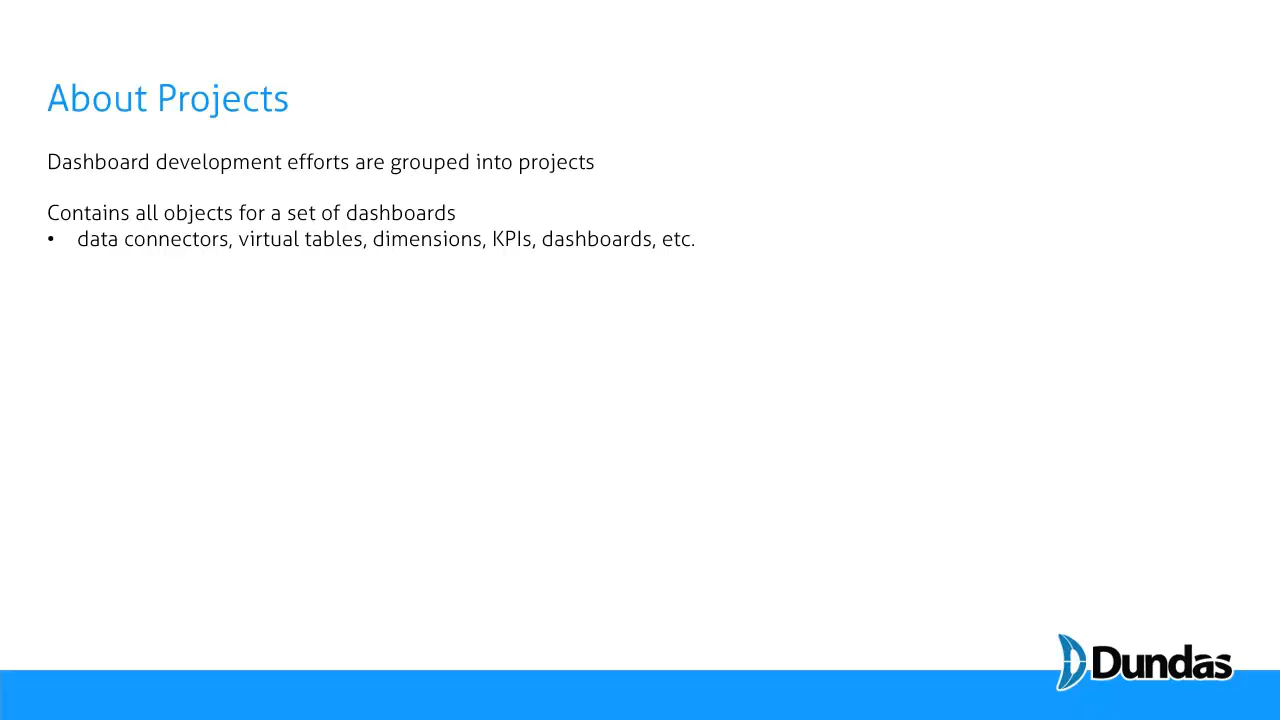 About Projects
Dashboard development efforts are grouped into projects
Contains all objects for a set of dashboards
• data connectors, virtual tables, dimensions, KPIs, dashboards, etc.
Dundas